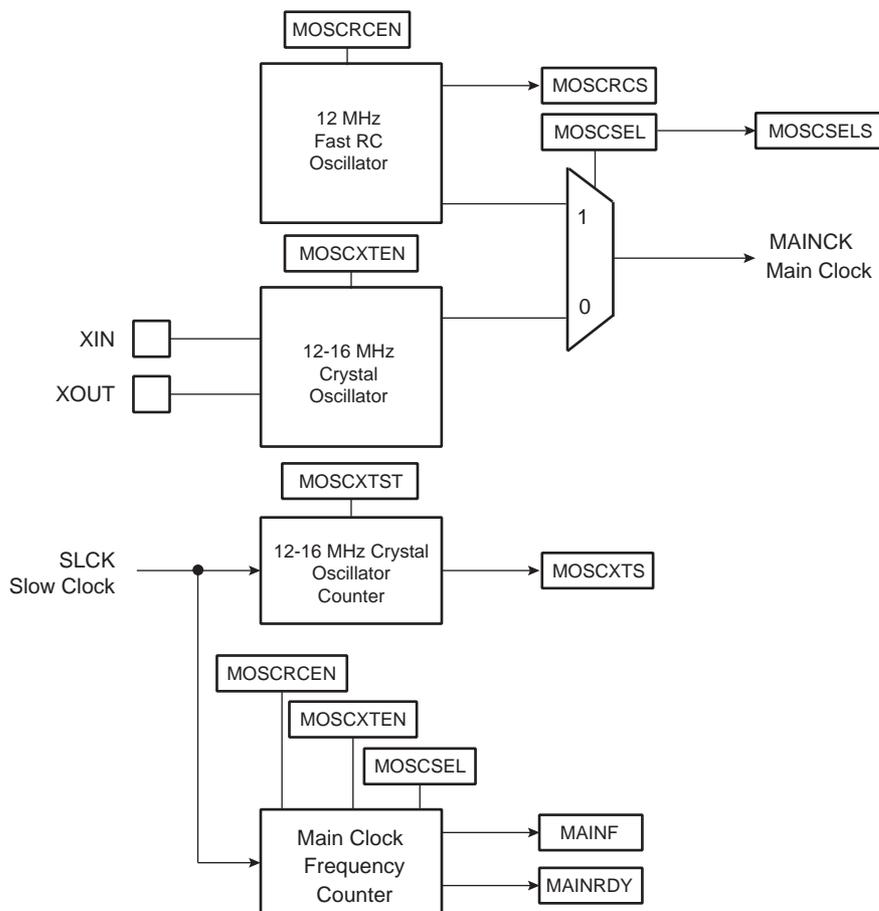 MOSCRCEN
12 MHz
Fast RC
Oscillator
MOSCRCS
MOSCSEL
MOSCSELS
1
0
MAINCK
Main Clock
MOSCXTEN
XIN
XOUT
12-16 MHz
Crystal
Oscillator
MOSCXTST
SLCK
Slow Clock
12-16 MHz Crystal
Oscillator
Counter
MOSCXTS
MOSCRCEN
MOSCXTEN
MOSCSEL
Main Clock
Frequency
Counter
MAINF
MAINRDY